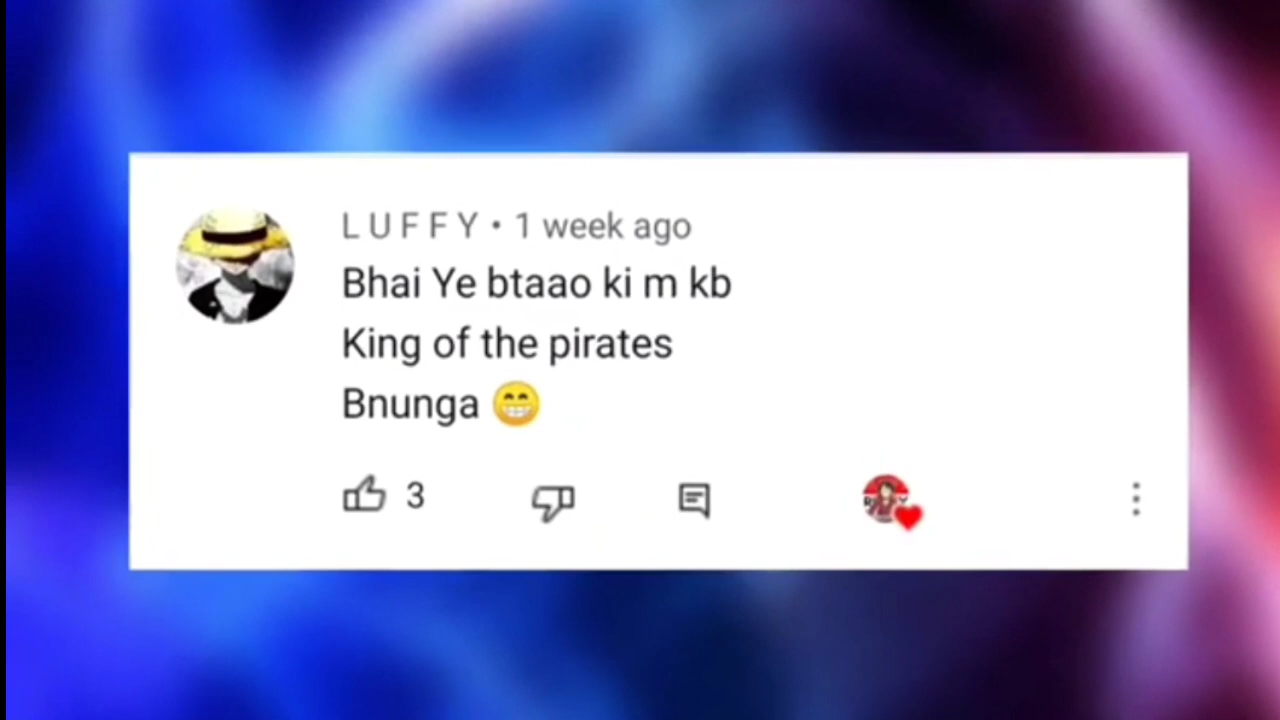 L U F F Y • 1 week ago
Bhai Ye btaao ki m kb
King of the pirates
Bnunga 😁
3